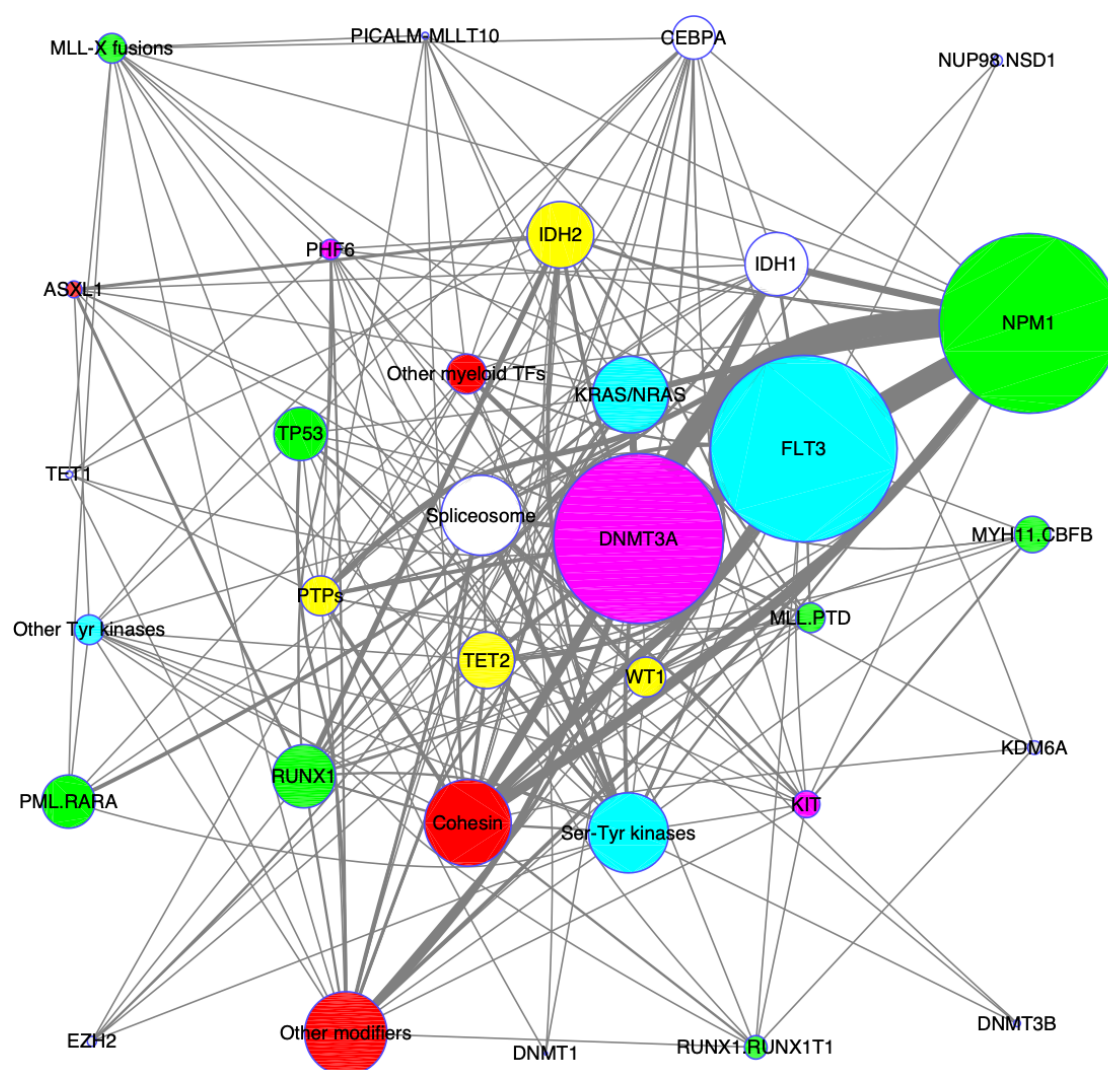 PICALM-MLLT10
CEBPA
MLL-X fusions
NUP98.NSD1
IDH2
PHF6
IDH1
ASXL1
NPM1
Other myeloid TFs
KRAS/NRAS
TP53
FLT3
TET1
Spliceosome
MYH11.CBFB
DNMT3A
PTPs
MLL.PTD
Other Tyr kinases
TET2
WT1
KDM6A
RUNX1
PML.RARA
KIT
Cohesin
Ser-Tyr kinases
DNMT3B
Other modifiers
EZH2
RUNX1.RUNX1T1
DNMT1